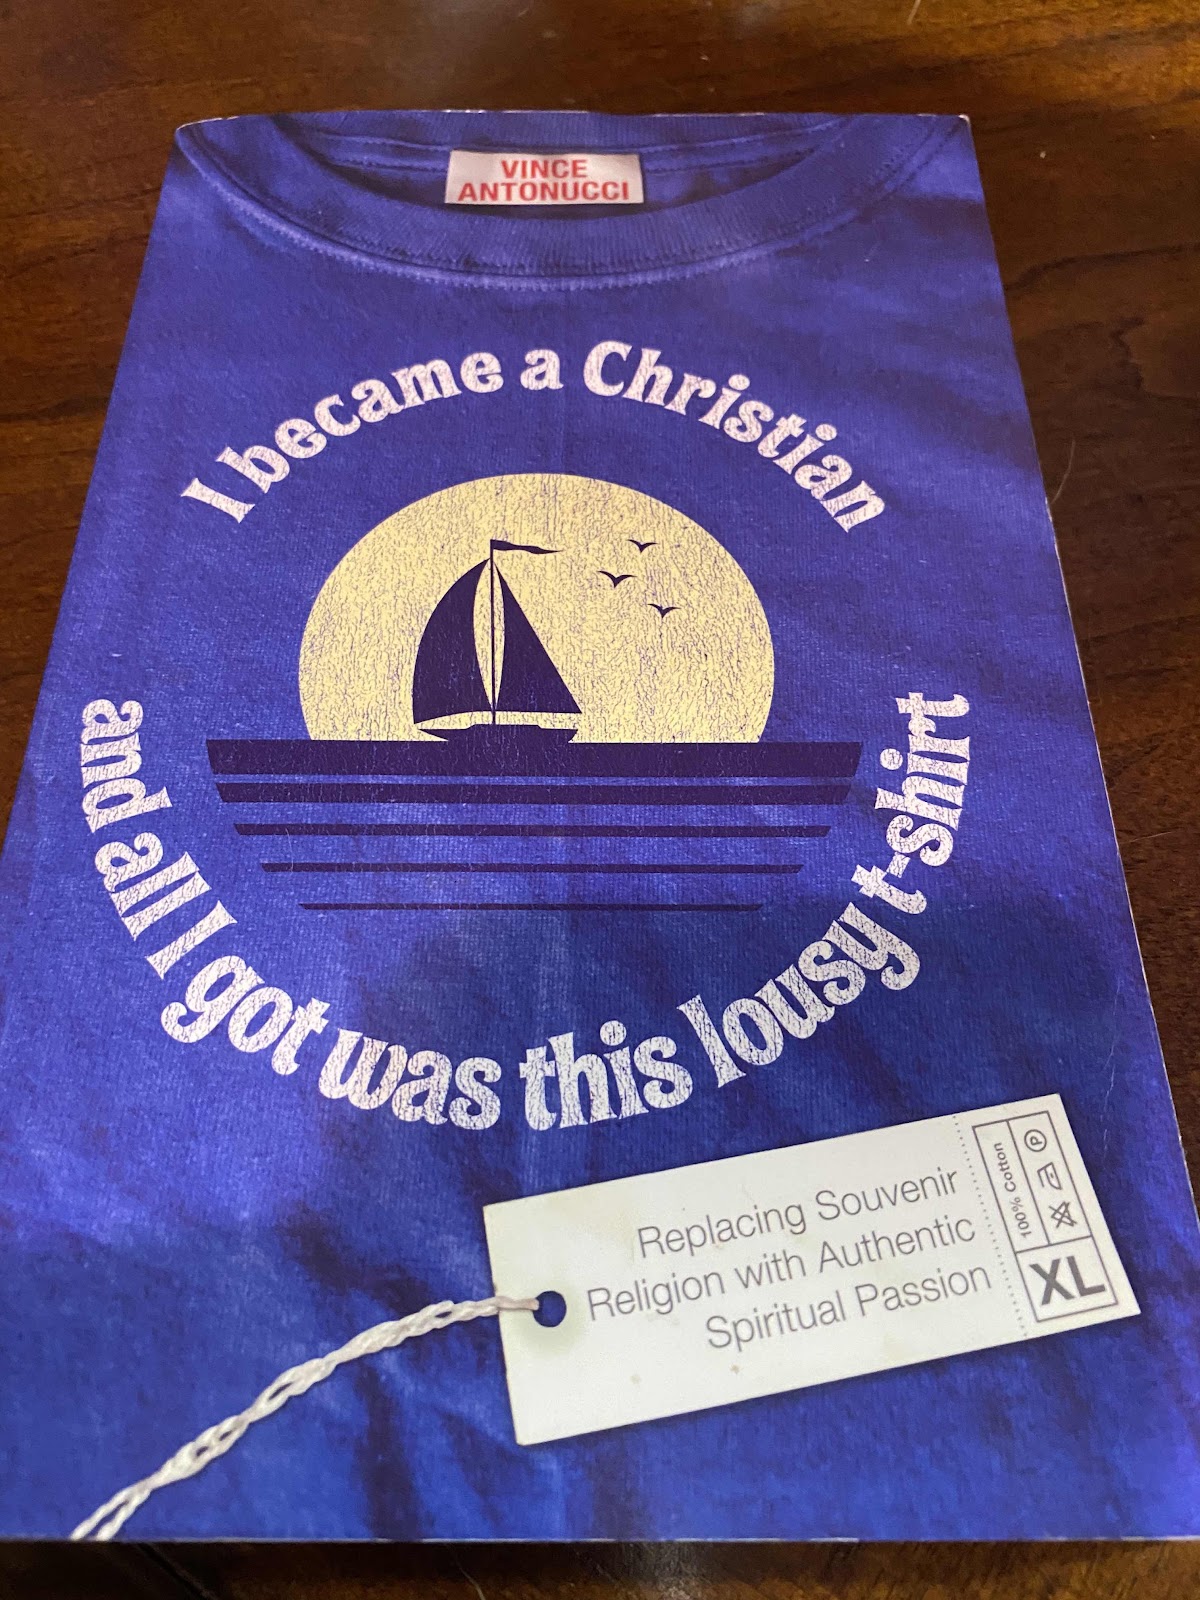 VINCE
ANTONUCCI
I became a Christian
and all I got was this lousy t-shirt
Replacing Souvenir
Religion with Authentic
Spiritual Passion
100% Cotton
P
XL